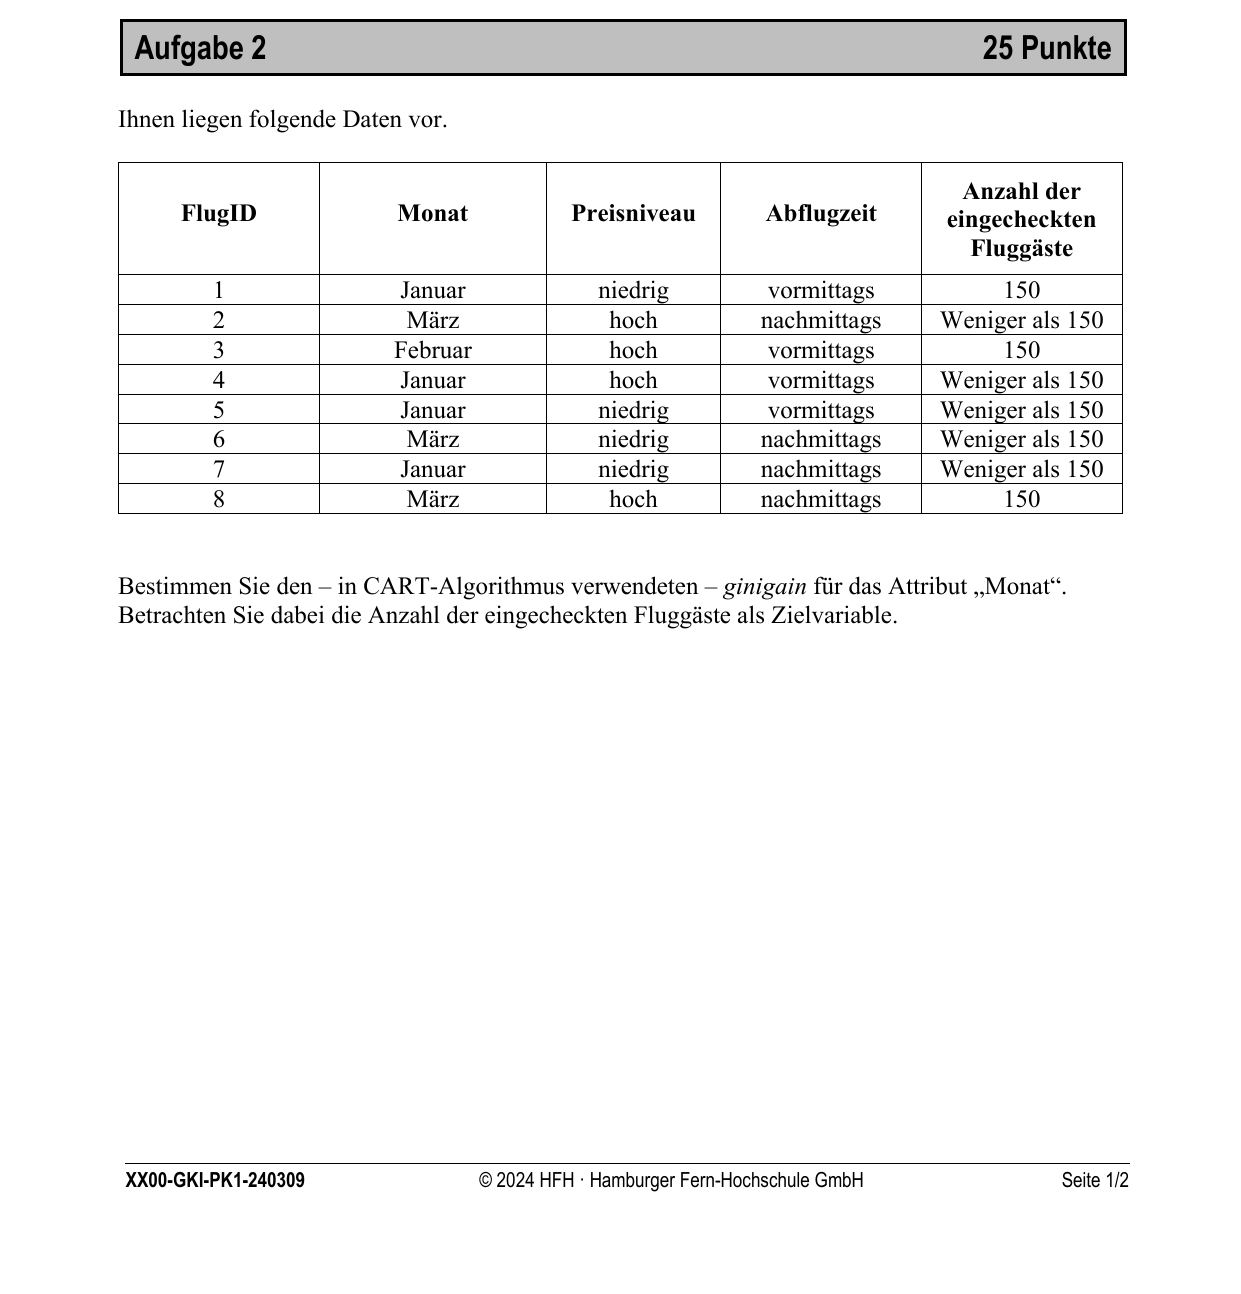 Aufgabe 2 25 Punkte
Ihnen liegen folgende Daten vor.
FlugID Monat Preisniveau Abflugzeit Anzahl der eingecheckten Fluggäste
1 Januar niedrig vormittags 150
2 März hoch nachmittags Weniger als 150
3 Februar hoch vormittags 150
4 Januar hoch vormittags Weniger als 150
5 Januar niedrig vormittags Weniger als 150
6 März niedrig nachmittags Weniger als 150
7 Januar niedrig nachmittags Weniger als 150
8 März hoch nachmittags 150
Bestimmen Sie den – in CART-Algorithmus verwendeten – ginigain für das Attribut „Monat“.
Betrachten Sie dabei die Anzahl der eingecheckten Fluggäste als Zielvariable.
XX00-GKI-PK1-240309 © 2024 HFH · Hamburger Fern-Hochschule GmbH Seite 1/2